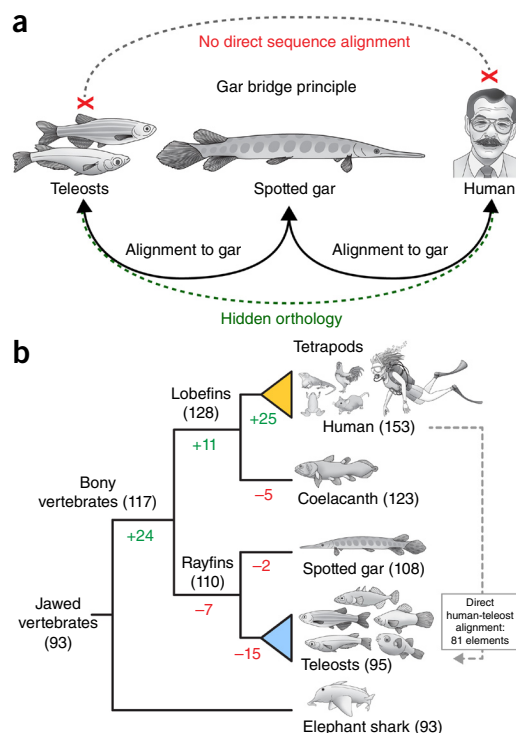 a
No direct sequence alignment
X
X
Gar bridge principle
Teleosts
Spotted gar
Human
Alignment to gar
Alignment to gar
Hidden orthology
b
Tetrapods
Lobefins
(128)
+25
Human (153)
+11
Bony
vertebrates (117)
−5
Coelacanth (123)
+24
Rayfins
(110)
−2
Spotted gar (108)
Jawed
vertebrates
(93)
−7
Direct
human-teleost
alignment:
81 elements
−15
Teleosts (95)
Elephant shark (93)